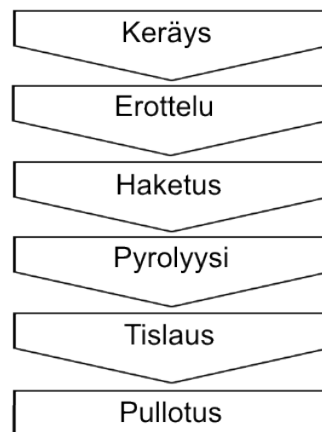 Keräys
Erottelu
Haketus
Pyrolyysi
Tislaus
Pullotus